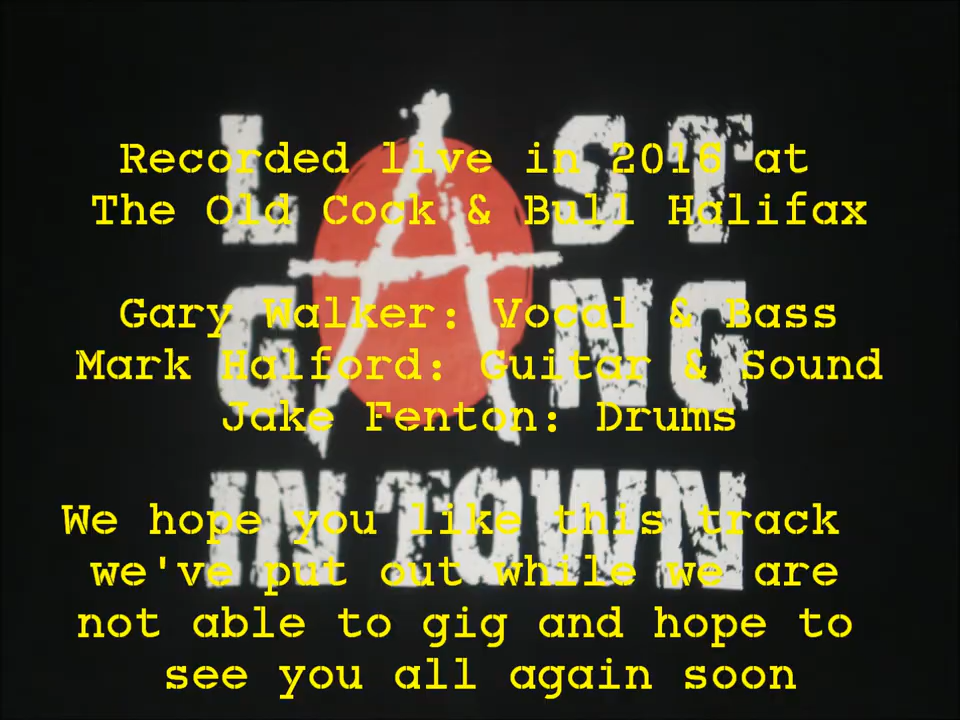 LAST
GANG
IN TOWN
Recorded live in 2016 at
The Old Cock & Bull Halifax
Gary Walker: Vocal & Bass
Mark Halford: Guitar & Sound
Jake Fenton: Drums
We hope you like this track
we've put out while we are
not able to gig and hope to
see you all again soon